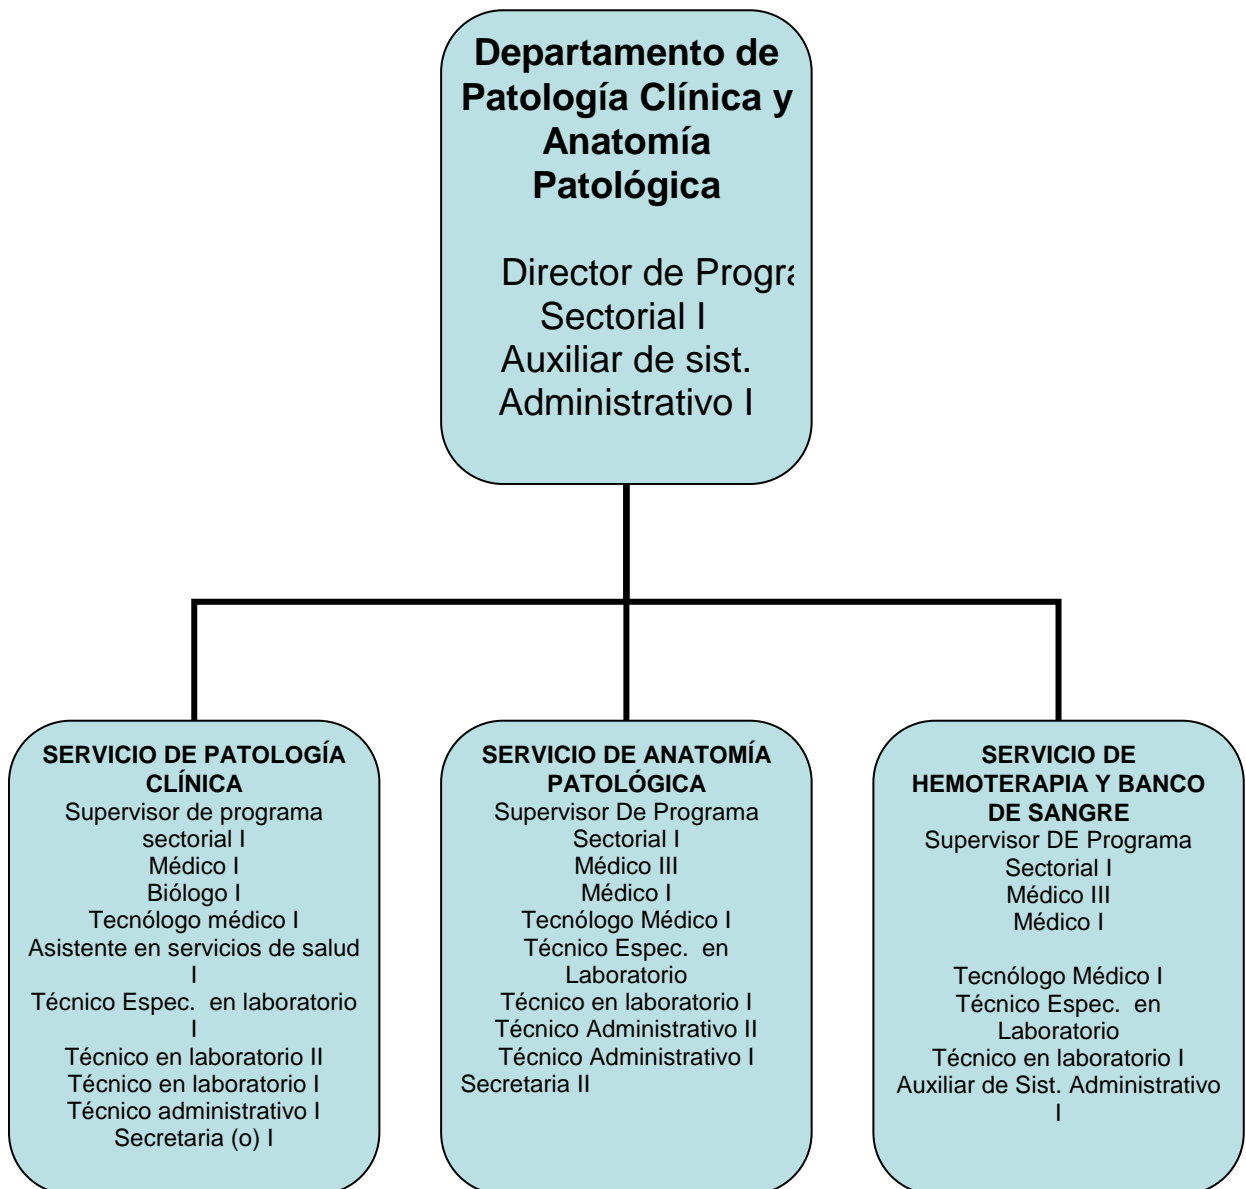 Departamento de
Patología Clínica y
Anatomía
Patológica
Director de
Sectorial I
Auxiliar de sist.
Administrativo I
SERVICIO DE PATOLOGÍA
CLÍNICA
Supervisor de programa
sectorial I
Médico I
Biólogo I
Tecnólogo médico I
Asistente en servicios de salud
I
Técnico Espec. en laboratorio
I
Técnico en laboratorio II
Técnico en laboratorio I
Técnico administrativo I
Secretaria (o) I
SERVICIO DE ANATOMÍA
PATOLÓGICA
Supervisor De Programa
Sectorial I
Médico III
Médico I
Tecnólogo Médico I
Técnico Espec. en
Laboratorio
Técnico en laboratorio I
Técnico Administrativo II
Técnico Administrativo I
Secretaria II
SERVICIO DE
HEMOTERAPIA Y BANCO
DE SANGRE
Supervisor DE Programa
Sectorial I
Médico III
Médico I
Tecnólogo Médico I
Técnico Espec. en
Laboratorio
Técnico en laboratorio I
Auxiliar de Sist. Administrativo
I